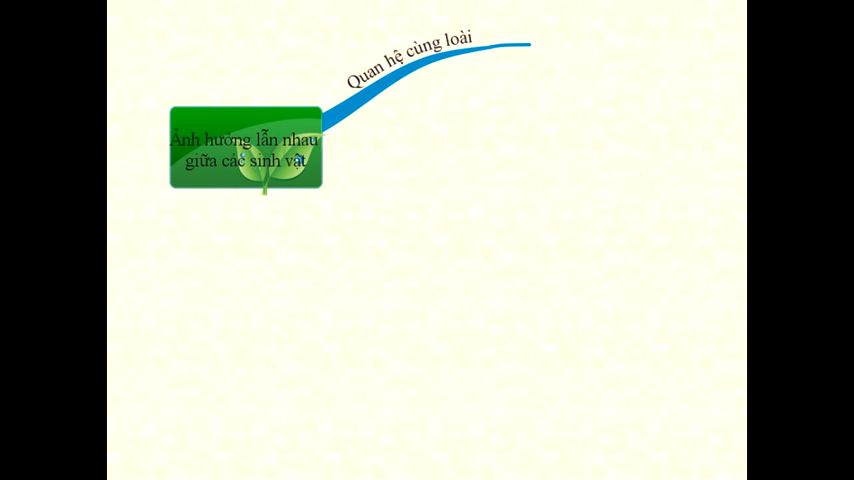 Quan hệ cùng loài
Ảnh hưởng lẫn nhau
giữa các sinh vật